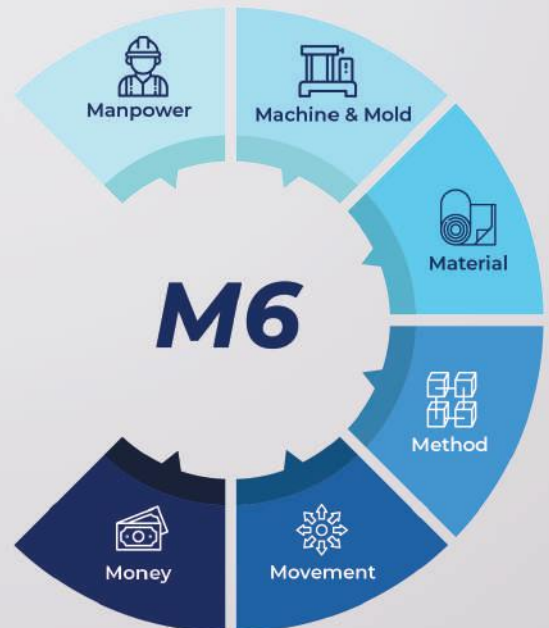 Manpower
Machine & Mold
Material
M6
Method
Movement
Money